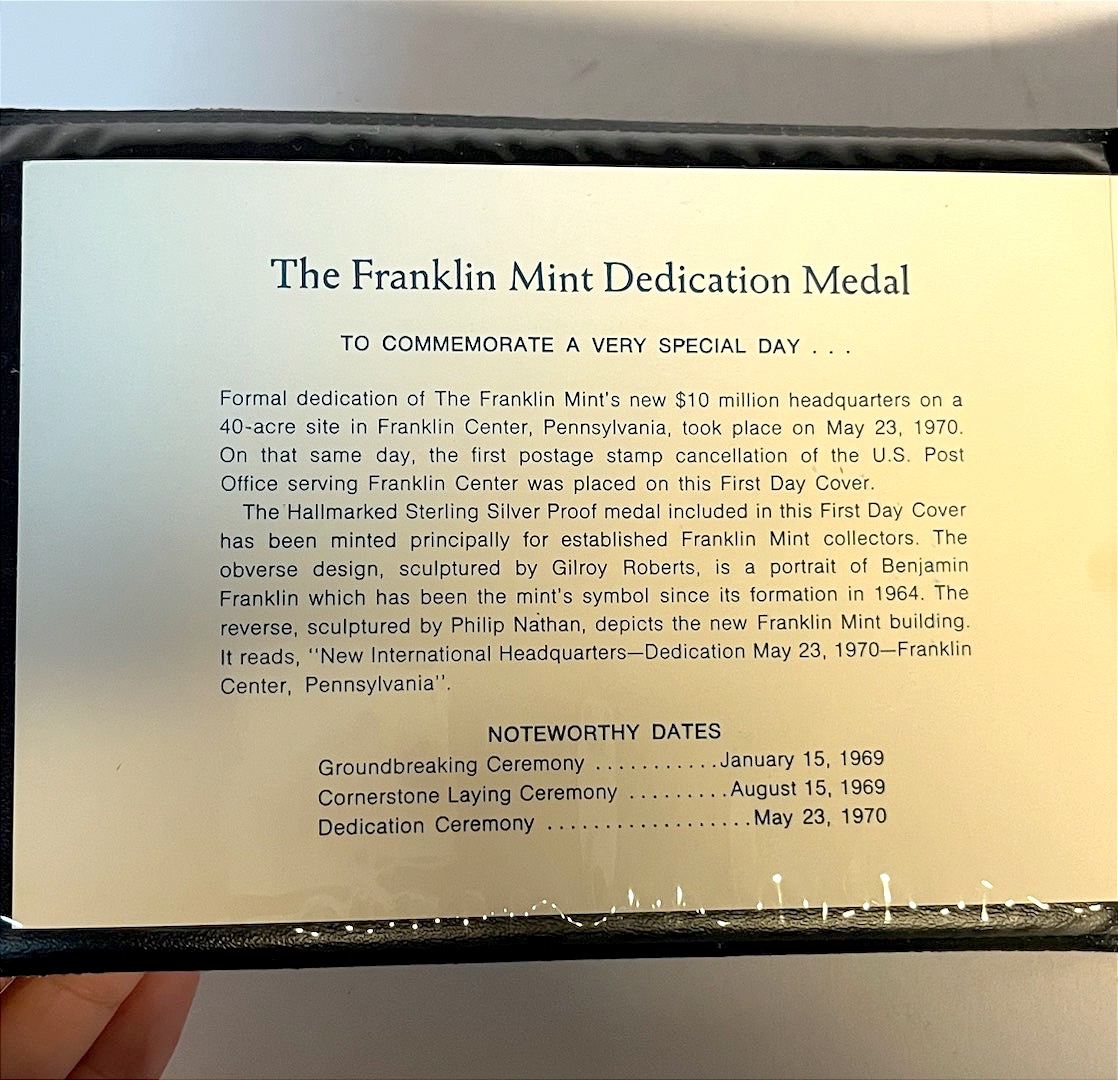 The Franklin Mint Dedication Medal
TO COMMEMORATE A VERY SPECIAL DAY . . .
Formal dedication of The Franklin Mint's new $10 million headquarters on a
40-acre site in Franklin Center, Pennsylvania, took place on May 23, 1970.
On that same day, the first postage stamp cancellation of the U.S. Post
Office serving Franklin Center was placed on this First Day Cover.
The Hallmarked Sterling Silver Proof medal included in this First Day Cover
has been minted principally for established Franklin Mint collectors. The
obverse design, sculptured by Gilroy Roberts, is a portrait of Benjamin
Franklin which has been the mint's symbol since its formation in 1964. The
reverse, sculptured by Philip Nathan, depicts the new Franklin Mint building.
It reads, ''New International Headquarters—Dedication May 23, 1970—Franklin
Center, Pennsylvania''.
NOTEWORTHY DATES
Groundbreaking Ceremony ...........January 15, 1969
Cornerstone Laying Ceremony .........August 15, 1969
Dedication Ceremony ..................May 23, 1970